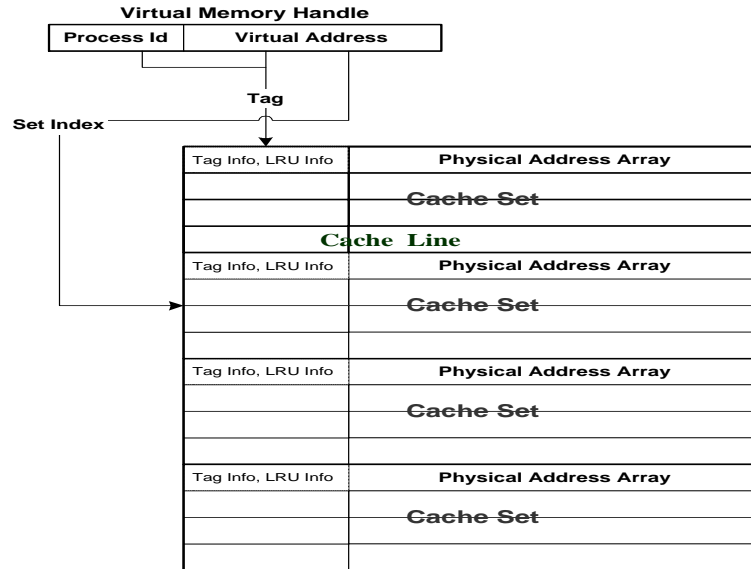 Virtual Memory Handle
Process Id Virtual Address
Tag
Set Index
Tag Info, LRU Info Physical Address Array
Cache Set
Cache Line
Tag Info, LRU Info Physical Address Array
Cache Set
Tag Info, LRU Info Physical Address Array
Cache Set
Tag Info, LRU Info Physical Address Array
Cache Set